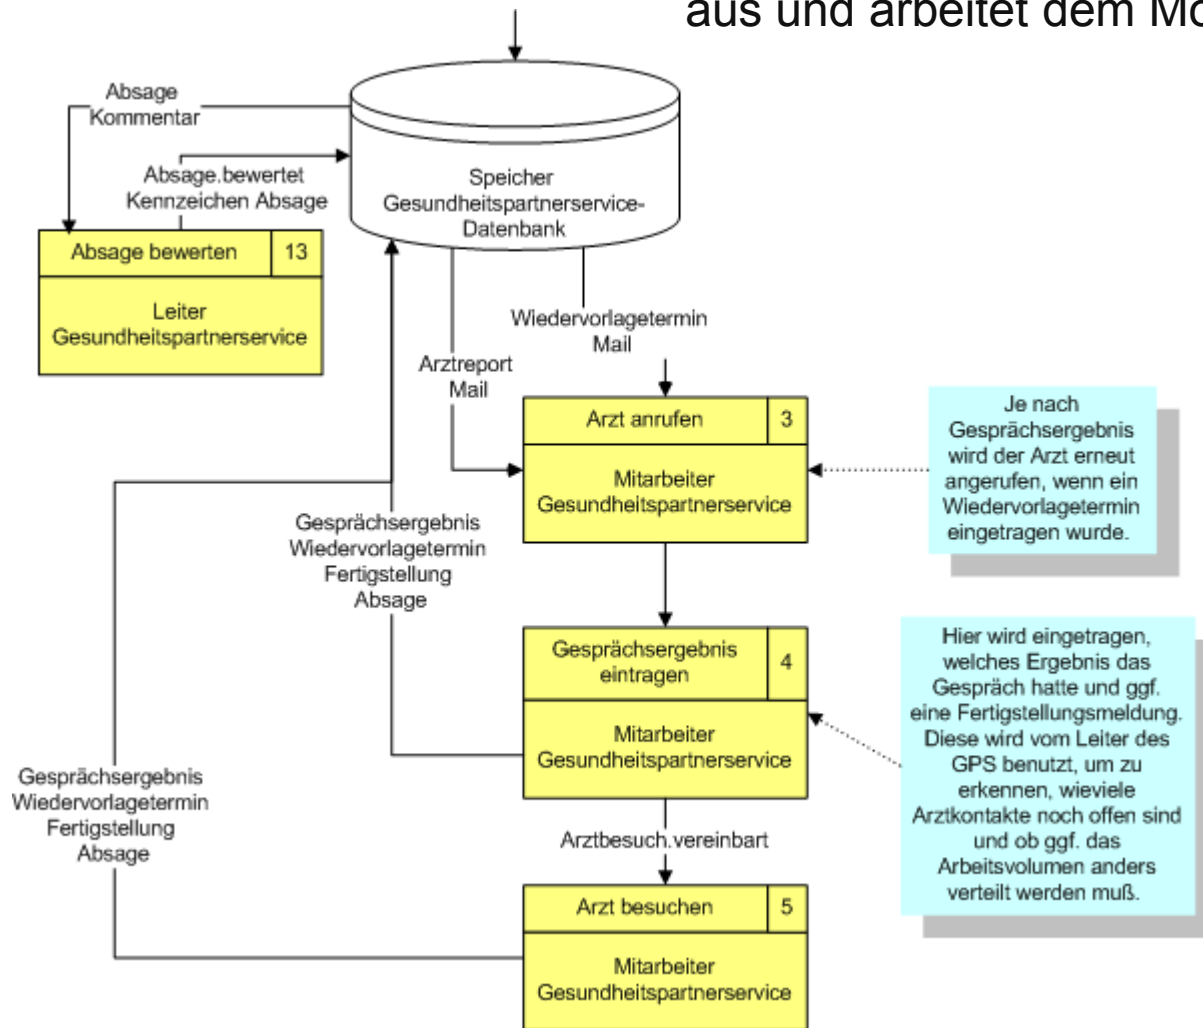 aus und arbeitet dem Mo
Absage
Kommentar
Absage.bewertet
Kennzeichen Absage
Speicher
Gesundheitspartnerservice-
Datenbank
Absage bewerten 13
Leiter
Gesundheitspartnerservice
Wiedervorlagetermin
Mail
Arztreport
Mail
Arzt anrufen 3
Mitarbeiter
Gesundheitspartnerservice
Je nach
Gesprächsergebnis
wird der Arzt erneut
angerufen, wenn ein
Wiedervorlagetermin
eingetragen wurde.
Gesprächsergebnis
Wiedervorlagetermin
Fertigstellung
Absage
Gesprächsergebnis
eintragen
4
Mitarbeiter
Gesundheitspartnerservice
Hier wird eingetragen,
welches Ergebnis das
Gespräch hatte und ggf.
eine Fertigstellungsmeldung.
Diese wird vom Leiter des
GPS benutzt, um zu
erkennen, wieviele
Arztkontakte noch offen sind
und ob ggf. das
Arbeitsvolumen anders
verteilt werden muß.
Gesprächsergebnis
Wiedervorlagetermin
Fertigstellung
Absage
Arztbesuch.vereinbart
Arzt besuchen 5
Mitarbeiter
Gesundheitspartnerservice